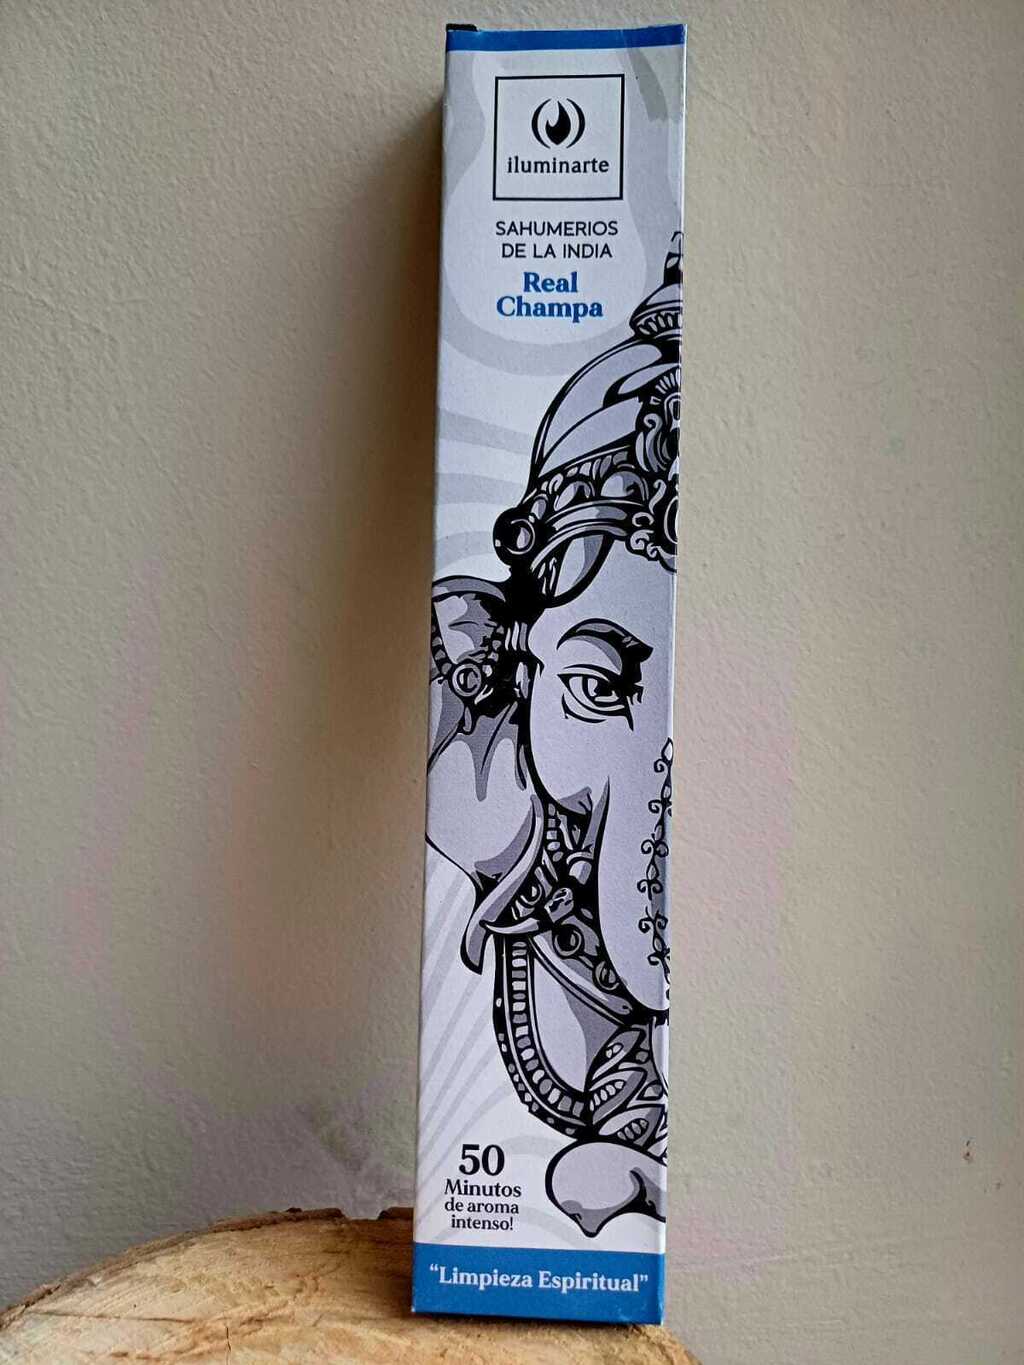 iluminarte
SAHUMERIOS
DE LA INDIA
Real
Champa
50
Minutos
de aroma
intenso!
“Limpieza Espiritual”